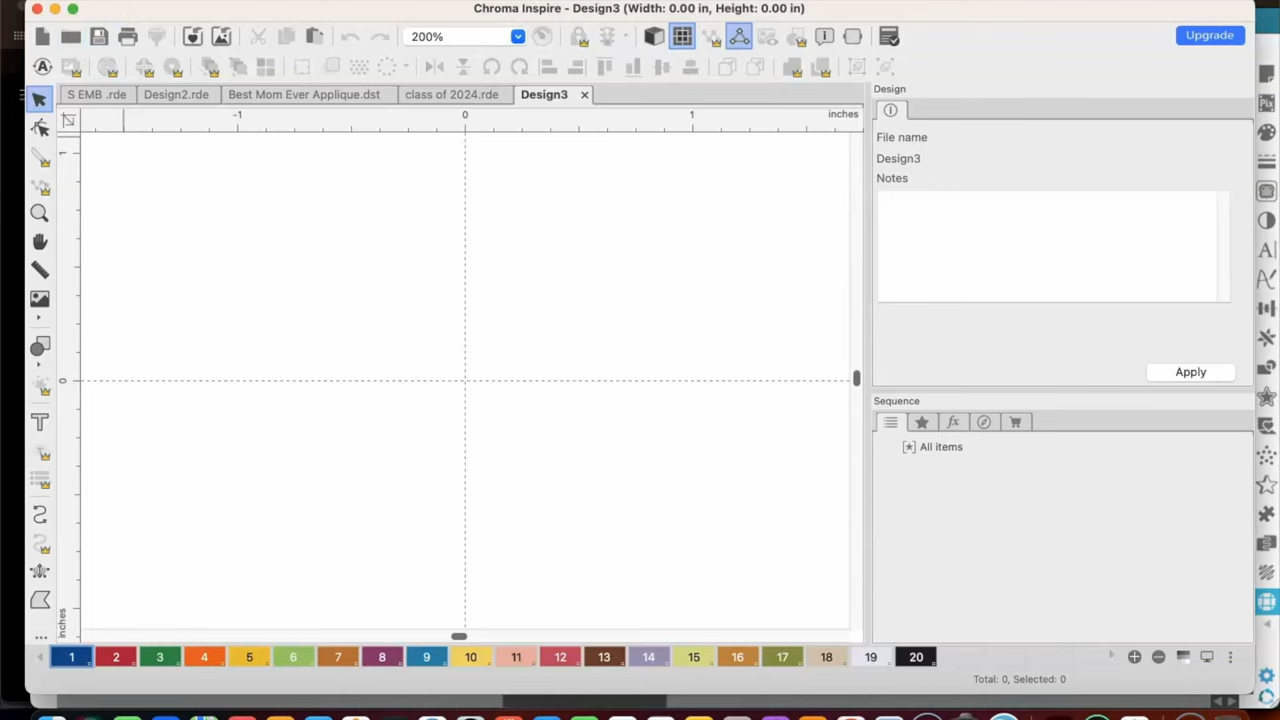 Chroma Inspire - Design3 (Width: 0.00 in, Height: 0.00 in)
200%
Upgrade
S EMB .rde
Design2.rde
Best Mom Ever Applique.dst
class of 2024.rde
Design3
-1
0
1
inches
1
0
inches
Design
File name
Design3
Notes
Apply
Sequence
fx
All items
1 2 3 4 5 6 7 8 9 10 11 12 13 14 15 16 17 18 19 20
Total: 0, Selected: 0
Pix